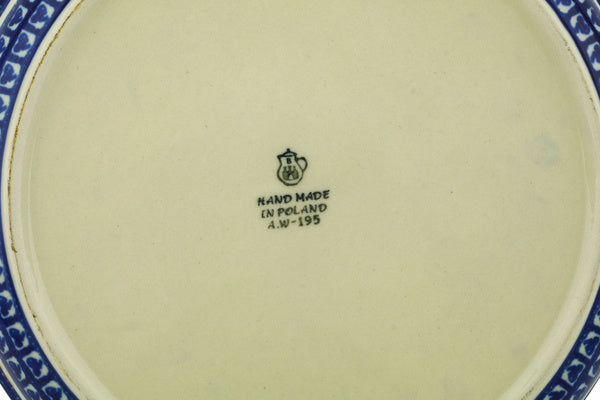 B
HAND MADE
IN POLAND
A.W-195